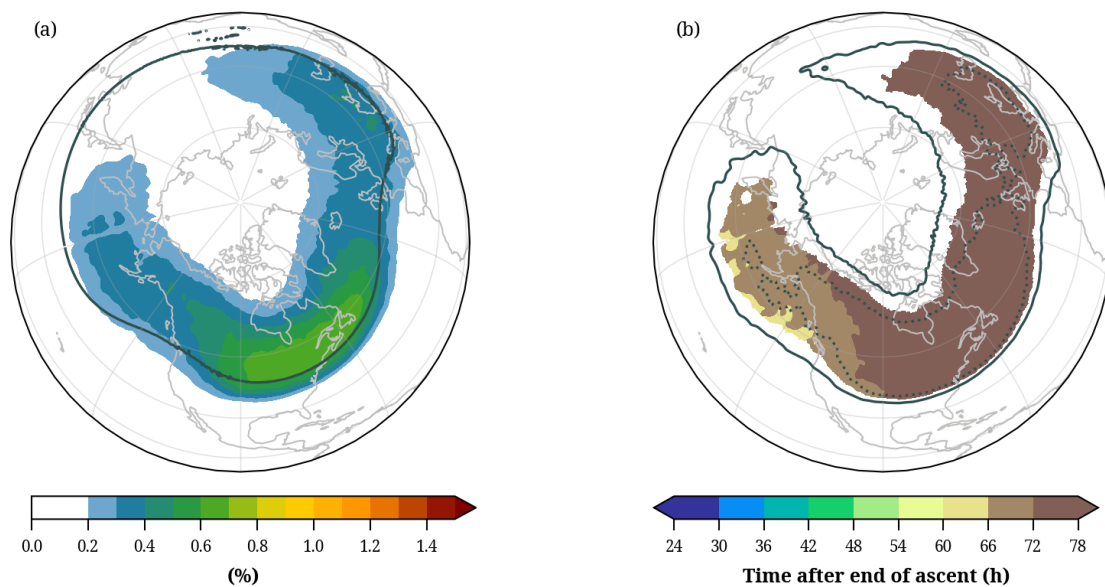 (a)
(b)
0.0 0.2 0.4 0.6 0.8 1.0 1.2 1.4
(%)
24 30 36 42 48 54 60 66 72 78
Time after end of ascent (h)